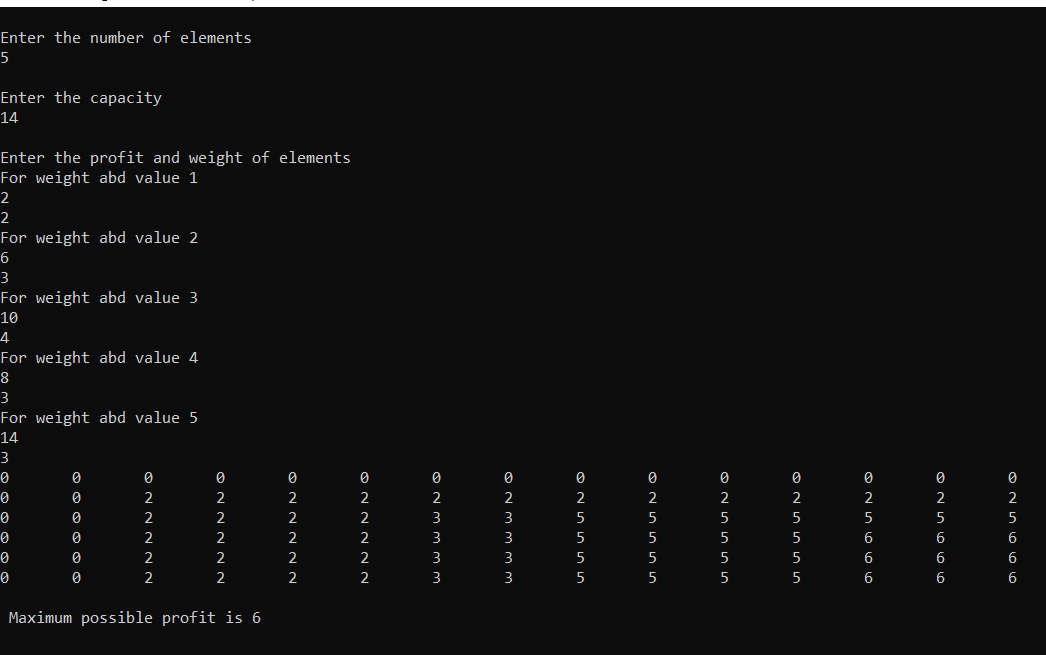 Enter the number of elements
5
Enter the capacity
14
Enter the profit and weight of elements
For weight abd value 1
2
2
For weight abd value 2
6
3
For weight abd value 3
10
4
For weight abd value 4
8
3
For weight abd value 5
14
3
0 0 0 0 0 0 0 0 0 0 0 0 0 0 0
0 0 2 2 2 2 2 2 2 2 2 2 2 2 2
0 0 2 2 2 2 3 3 5 5 5 5 5 5 5
0 0 2 2 2 2 3 3 5 5 5 5 6 6 6
0 0 2 2 2 2 3 3 5 5 5 5 6 6 6
0 0 2 2 2 2 3 3 5 5 5 5 6 6 6
Maximum possible profit is 6